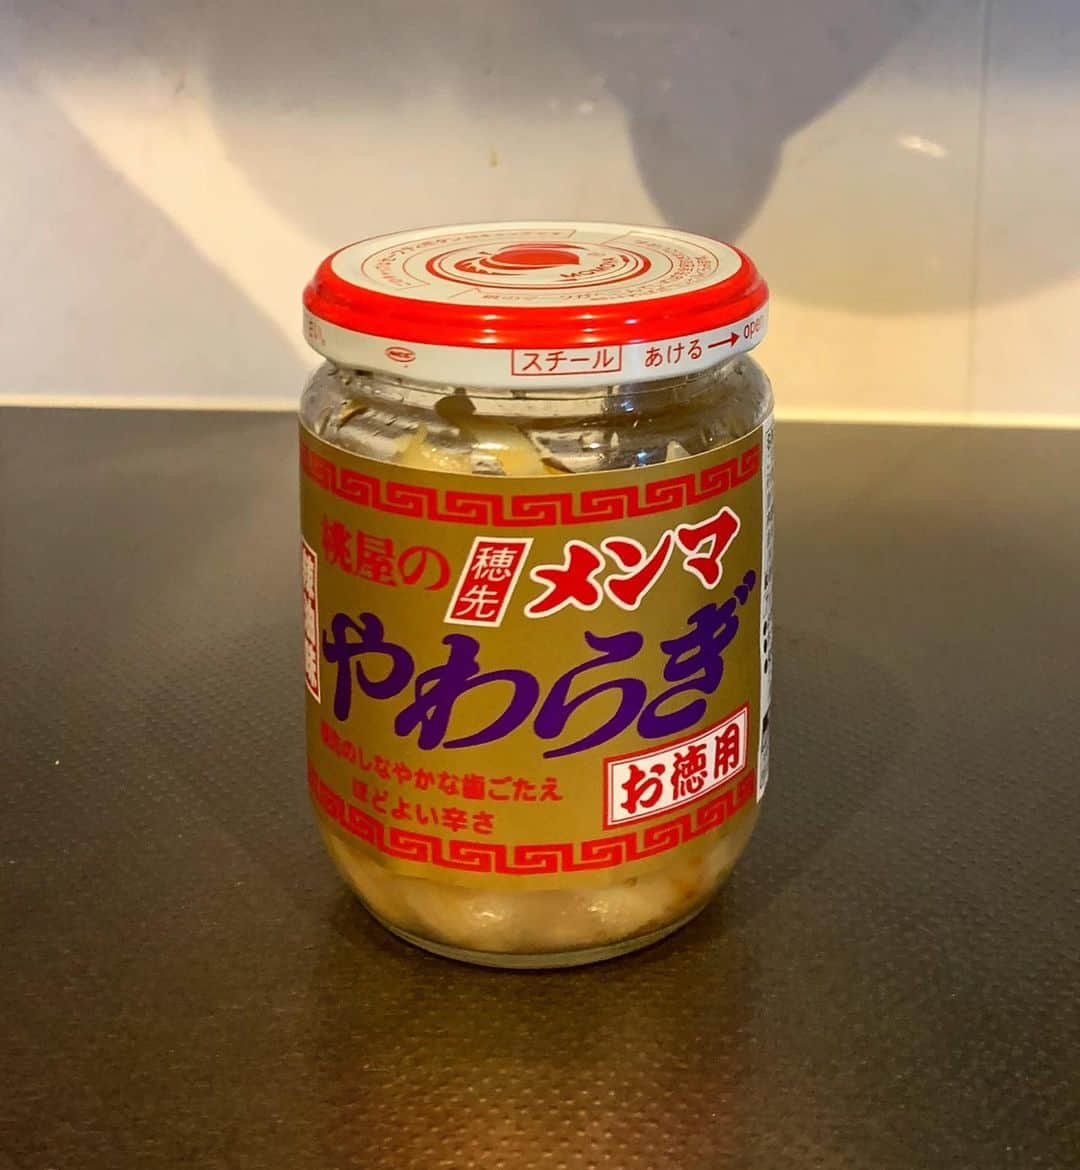 MOMOYA
スチール
あける→open
桃屋の
穂先
メンマ
やわらぎ
のしなやかな歯ごたえ
ほどよい辛さ
お徳用